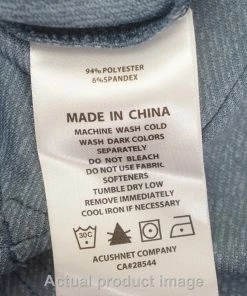 94% POLYESTER
6% SPANDEX
MADE IN CHINA
MACHINE WASH COLD
WASH DARK COLORS
SEPARATELY
DO NOT BLEACH
DO NOT USE FABRIC
SOFTENERS
TUMBLE DRY LOW
REMOVE IMMEDIATELY
COOL IRON IF NECESSARY
30C
ACUSHNET COMPANY
CA#28544
Actual product image